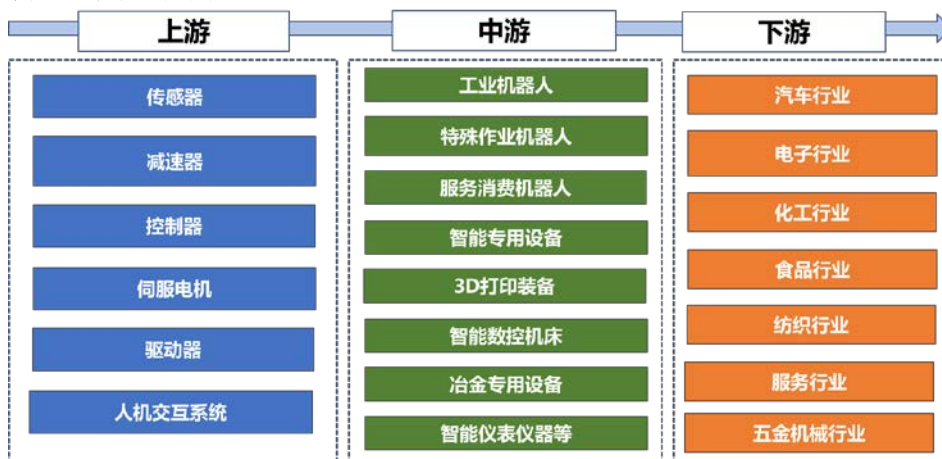 上游
传感器
减速器
控制器
伺服电机
驱动器
人机交互系统
中游
工业机器人
特殊作业机器人
服务消费机器人
智能专用设备
3D打印装备
智能数控机床
冶金专用设备
智能仪表仪器等
下游
汽车行业
电子行业
化工行业
食品行业
纺织行业
服务行业
五金机械行业